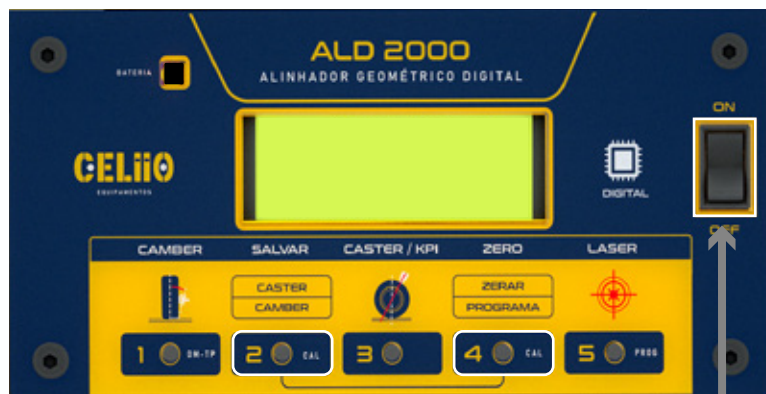 ALD 2000
BATERIA
ALINHADOR GEOMÉTRICO DIGITAL
ON
CELiiO
EQUIPAMENTOS
DIGITAL
OFF
CAMBER SALVAR CASTER / KPI ZERO LASER
CASTER ZERAR
CAMBER PROGRAMA
1 DM-TP 2 CAL 3 4 CAL 5 PROG